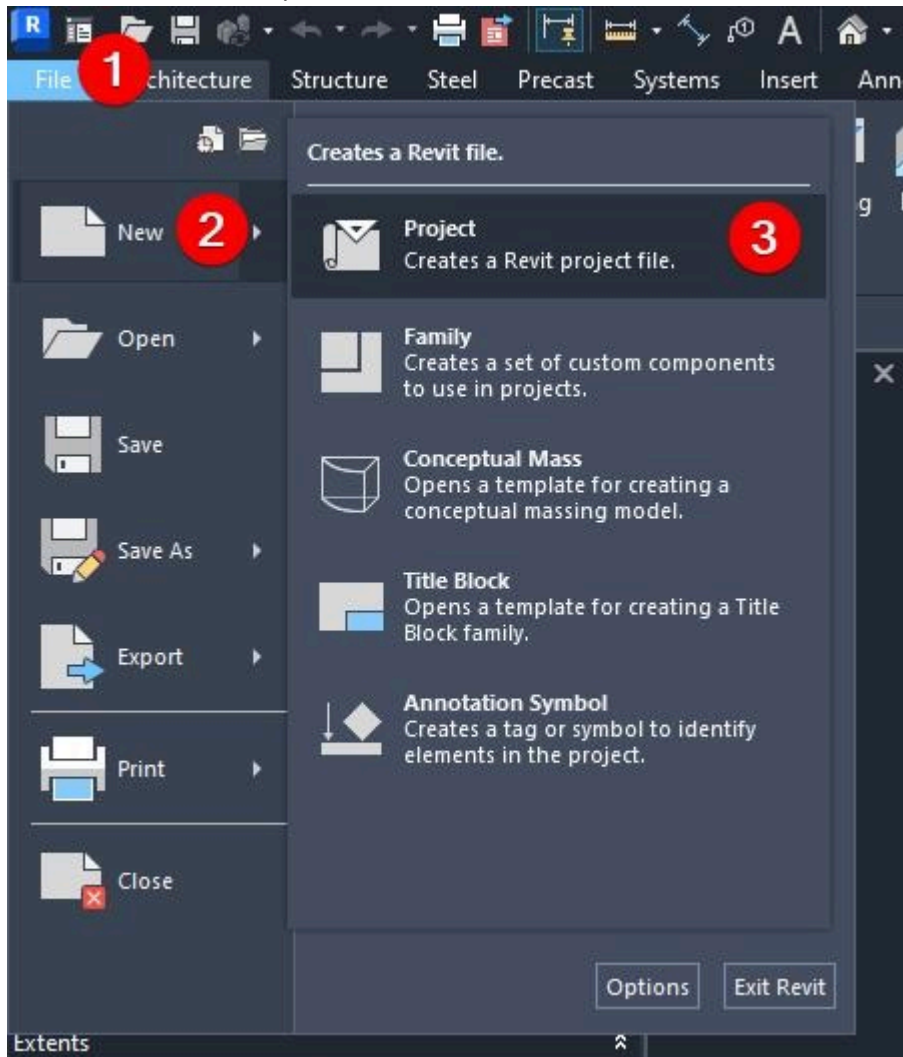 R
A
File
1
chitecture
Structure
Steel
Precast
Systems
Insert
Ann
Creates a Revit file.
New
2
Project
Creates a Revit project file.
3
g
Open
Family
Creates a set of custom components
to use in projects.
Save
Conceptual Mass
Opens a template for creating a
conceptual massing model.
Save As
Title Block
Opens a template for creating a Title
Block family.
Export
Annotation Symbol
Creates a tag or symbol to identify
elements in the project.
Print
Close
Options
Exit Revit
Extents